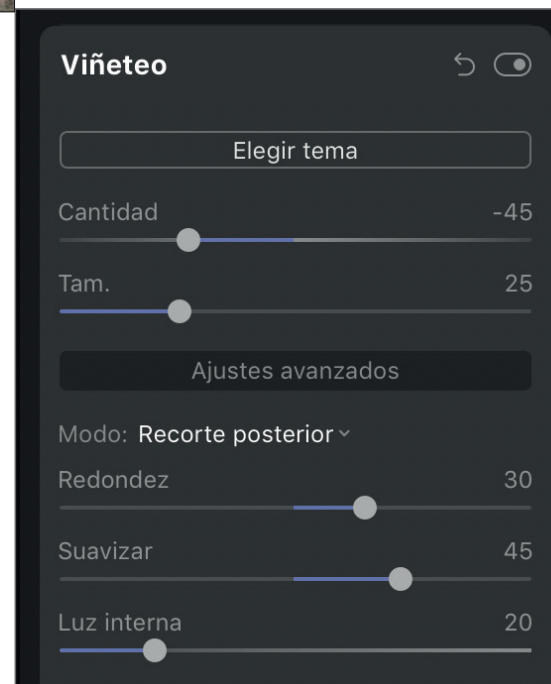 Viñeteo
Elegir tema
Cantidad -45
Tam. 25
Ajustes avanzados
Modo: Recorte posterior
Redondez 30
Suavizar 45
Luz interna 20